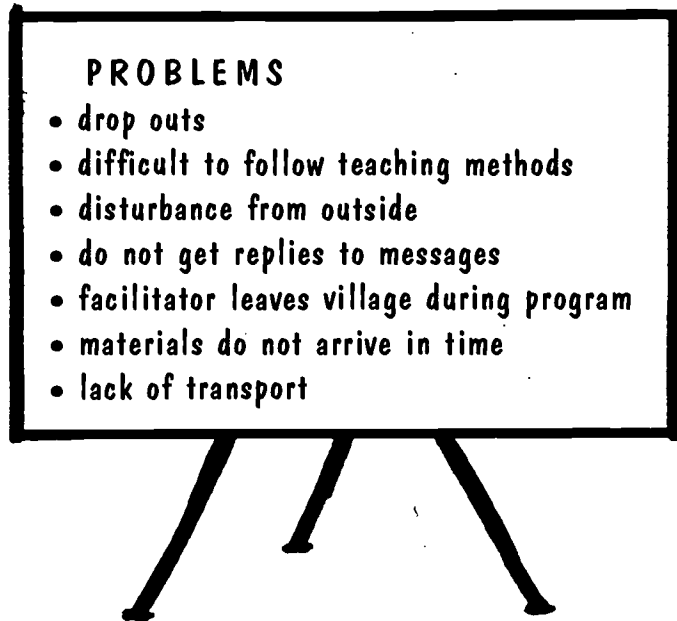 PROBLEMS
• drop outs
• difficult to follow teaching methods
• disturbance from outside
• do not get replies to messages
• facilitator leaves village during program
• materials do not arrive in time
• lack of transport